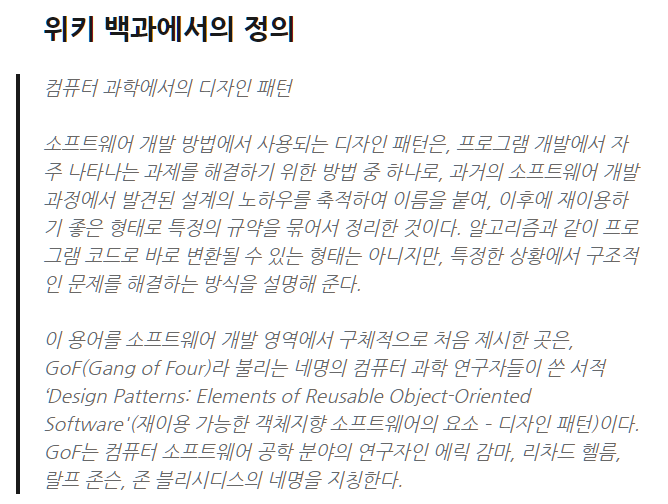 위키 백과에서의 정의
컴퓨터 과학에서의 디자인 패턴
소프트웨어 개발 방법에서 사용되는 디자인 패턴은, 프로그램 개발에서 자
주 나타나는 과제를 해결하기 위한 방법 중 하나로, 과거의 소프트웨어 개발
과정에서 발견된 설계의 노하우를 축적하여 이름을 붙여, 이후에 재이용하
기 좋은 형태로 특정의 규약을 묶어서 정리한 것이다. 알고리즘과 같이 프로
그램 코드로 바로 변환될 수 있는 형태는 아니지만, 특정한 상황에서 구조적
인 문제를 해결하는 방식을 설명해 준다.
이 용어를 소프트웨어 개발 영역에서 구체적으로 처음 제시한 곳은,
GoF(Gang of Four)라 불리는 네명의 컴퓨터 과학 연구자들이 쓴 서적
‘Design Patterns: Elements of Reusable Object-Oriented
Software'(재이용 가능한 객체지향 소프트웨어의 요소 - 디자인 패턴)이다.
GoF는 컴퓨터 소프트웨어 공학 분야의 연구자인 에릭 감마, 리차드 헬름,
랄프 존슨, 존 블리시디스의 네명을 지칭한다.